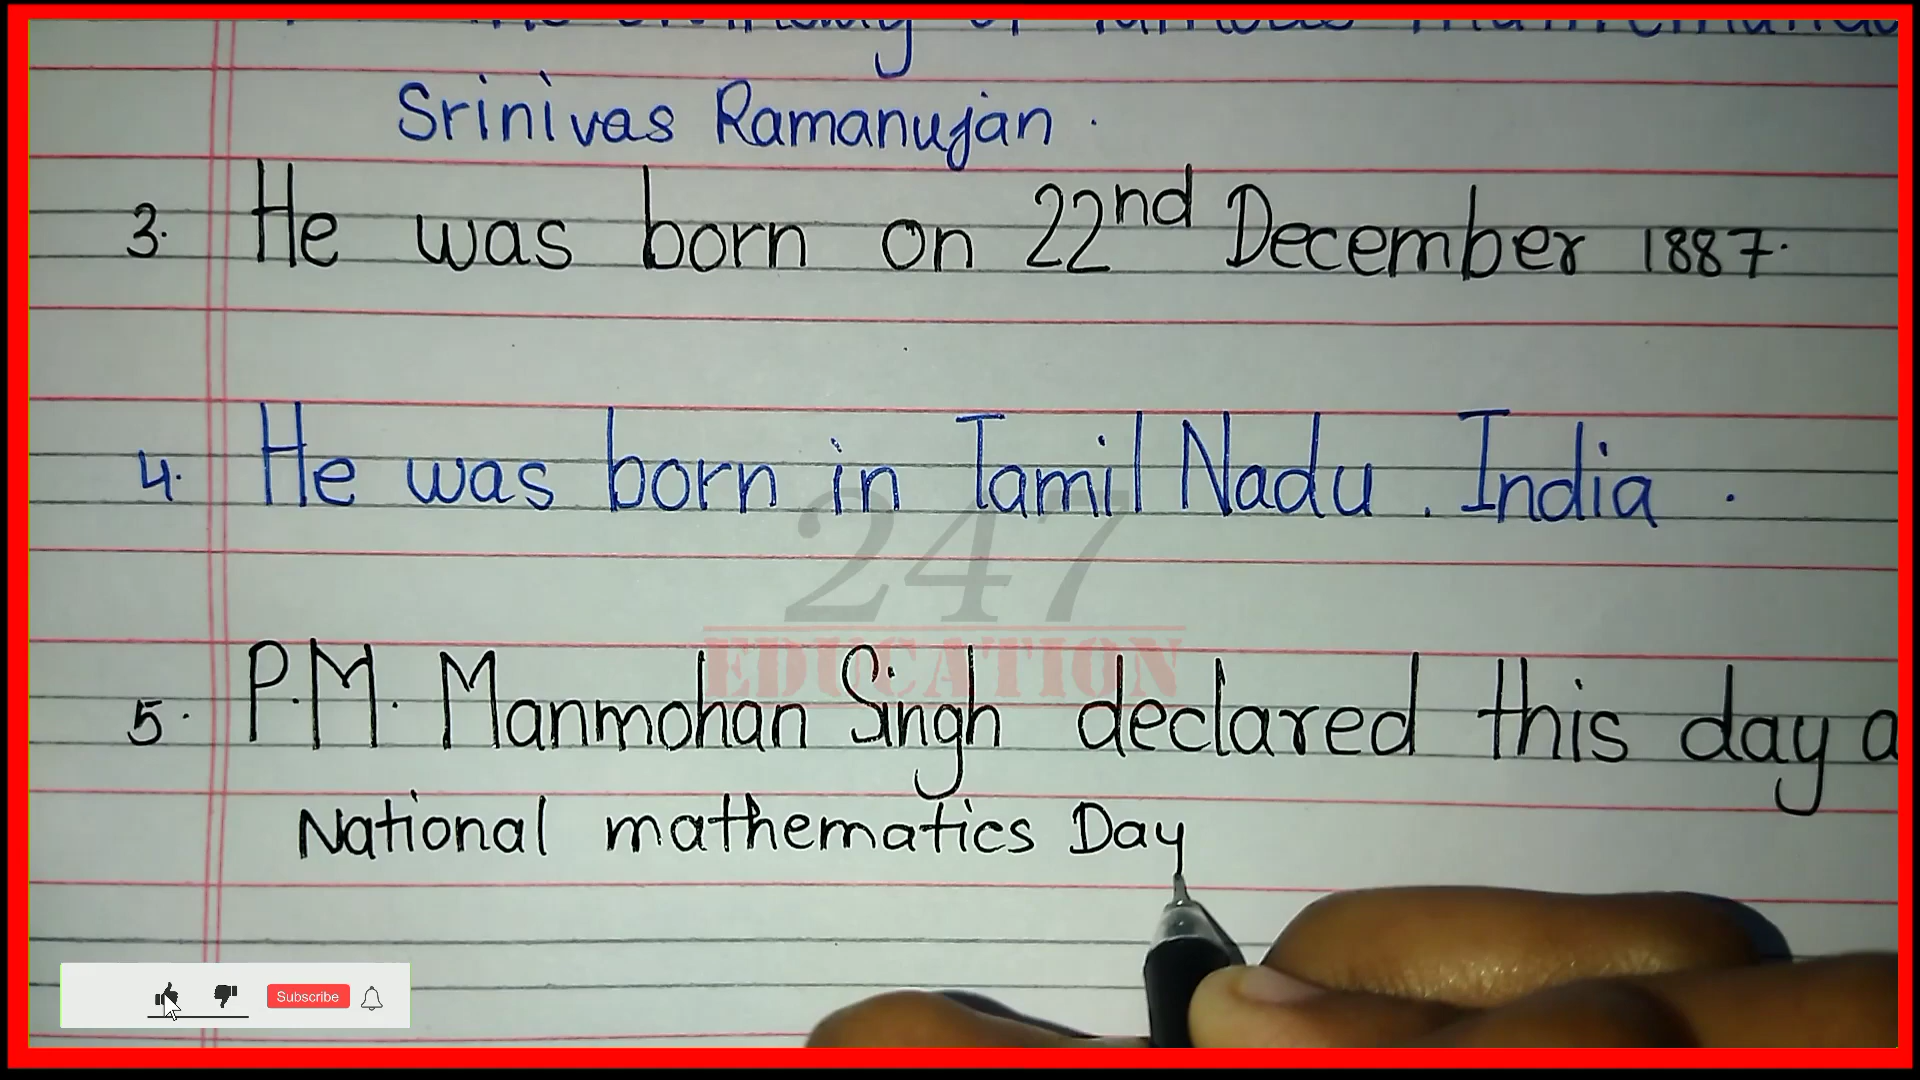 Srinivas Ramanujan .
3. He was born on 22nd December 1887.
4. He was born in Tamil Nadu . India .
247
EDUCATION
5. P.M. Manmohan Singh declared this day a
National mathematics Day
Subscribe